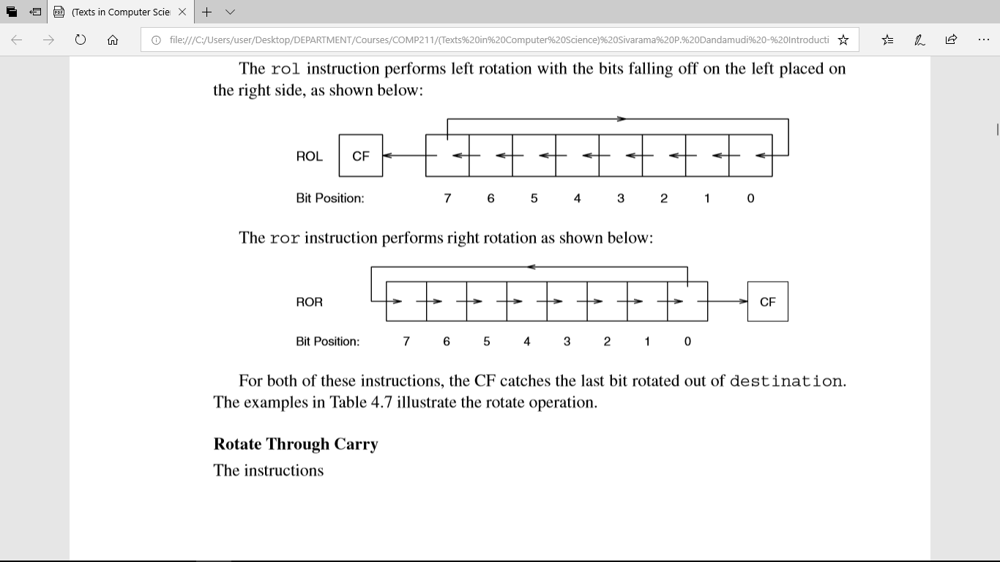 (Texts in Computer Scie
file:///C:/Users/user/Desktop/DEPARTMENT/Courses/COMP211/(Texts%20in%20Computer%20Science)%20Sivarama%20P.%20Dandamudi%20-%20Introducti
The rol instruction performs left rotation with the bits falling off on the left placed on
the right side, as shown below:
ROL CF
Bit Position: 7 6 5 4 3 2 1 0
The ror instruction performs right rotation as shown below:
ROR CF
Bit Position: 7 6 5 4 3 2 1 0
For both of these instructions, the CF catches the last bit rotated out of destination.
The examples in Table 4.7 illustrate the rotate operation.
Rotate Through Carry
The instructions